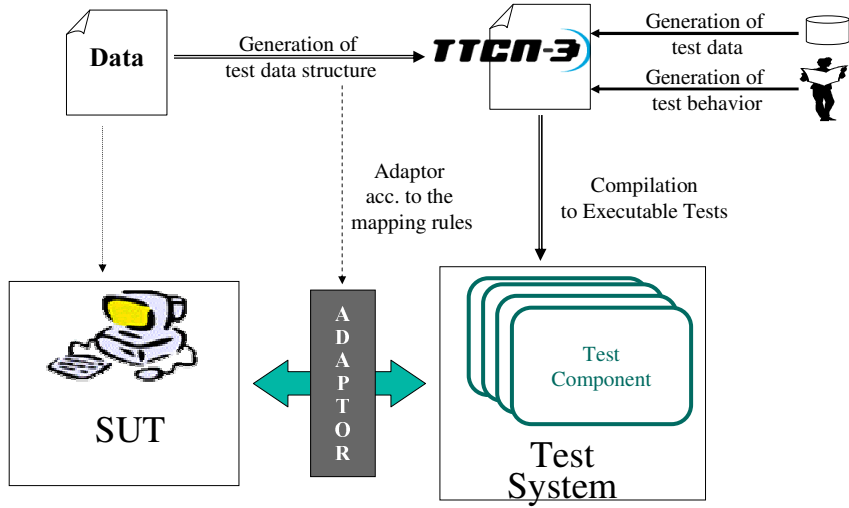 Data
Generation of
test data structure
TTCN-3
Generation of
test data
Generation of
test behavior
Adaptor
acc. to the
mapping rules
Compilation
to Executable Tests
SUT
ADAPTOR
Test
Component
Test
System